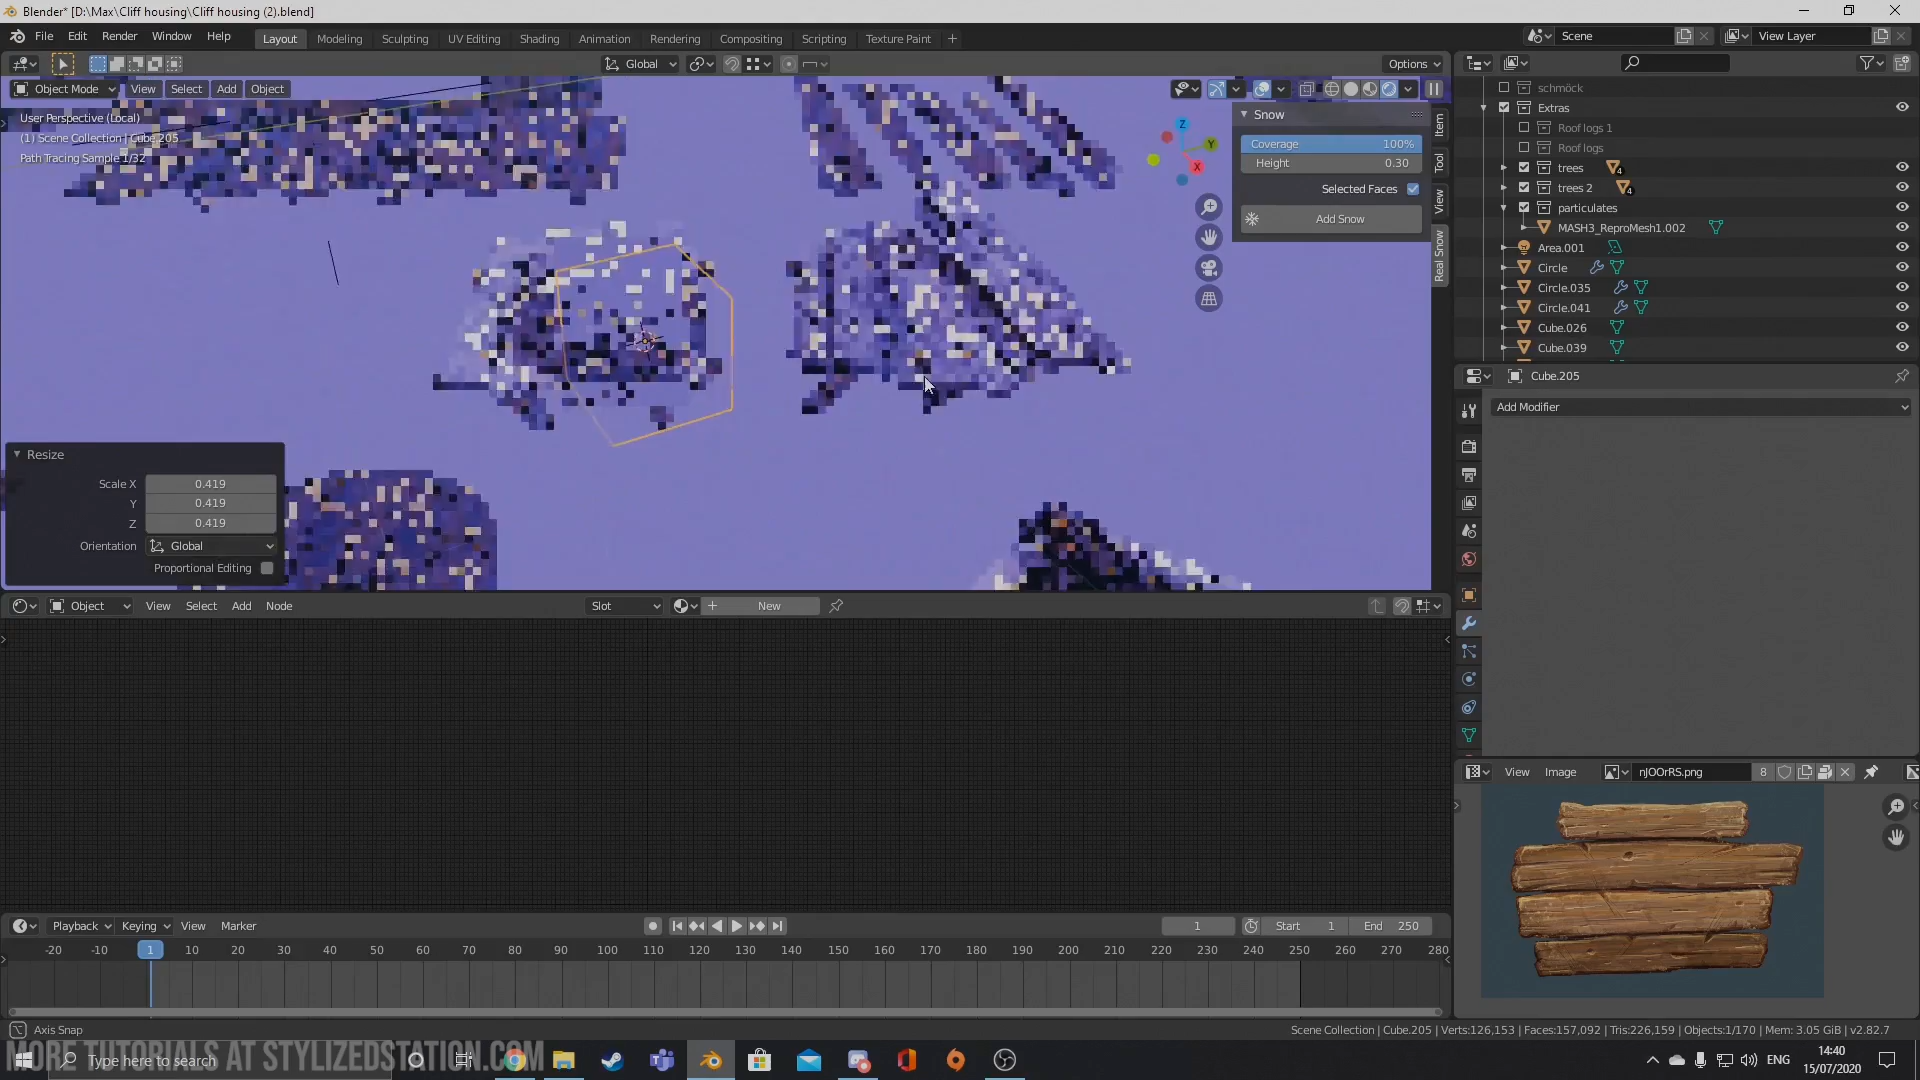 Blender* [D:\Max\Cliff housing\Cliff housing (2).blend]
File Edit Render Window Help Layout Modeling Sculpting UV Editing Shading Animation Rendering Compositing Scripting Texture Paint + Scene View Layer
Global Options
Object Mode View Select Add Object
User Perspective (Local)
(1) Scene Collection | Cube.205
Path Tracing Sample 1/32
Z Y X
Snow
Coverage 100%
Height 0.30
Selected Faces
Add Snow
Item
Tool
View
Real Snow
schmöck
Extras
Roof logs 1
Roof logs
trees 4
trees 2 4
particulates
MASH3_ReproMesh1.002
Area.001
Circle
Circle.035
Circle.041
Cube.026
Cube.039
Cube.205
Add Modifier
Resize
Scale X 0.419
Y 0.419
Z 0.419
Orientation Global
Proportional Editing
Object View Select Add Node Slot New
View Image nJOOrRS.png 8
Playback Keying View Marker 1 Start 1 End 250
-20 -10 1 10 20 30 40 50 60 70 80 90 100 110 120 130 140 150 160 170 180 190 200 210 220 230 240 250 260 270 280
Axis Snap
Scene Collection | Cube.205 | Verts:126,153 | Faces:157,092 | Tris:226,159 | Objects:1/170 | Mem: 3.05 GiB | v2.82.7
MORE TUTORIALS AT STYLIZEDSTATION.COM
Type here to search
ENG
14:40
15/07/2020